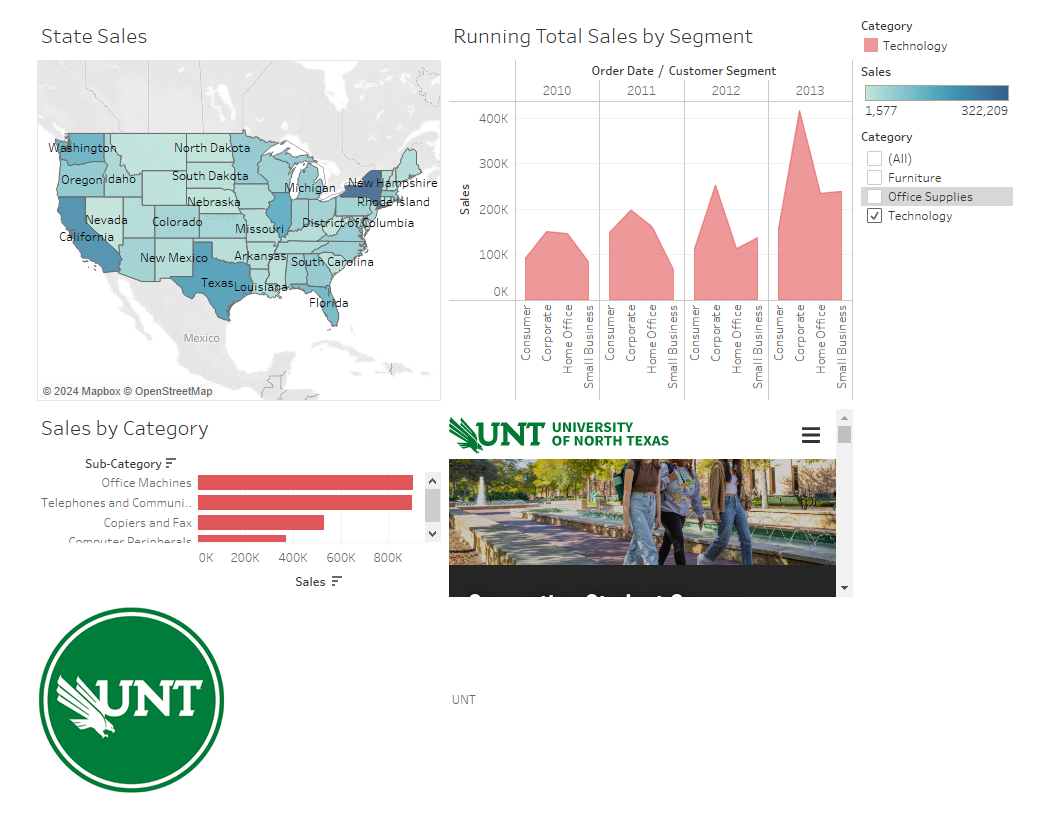 State Sales
Washington
North Dakota
Oregon
Idaho
South Dakota
Michigan
New Hampshire
Nebraska
Rhode Island
Nevada
Colorado
Missouri
District of Columbia
California
New Mexico
Arkansas
South Carolina
Texas
Louisiana
Florida
Mexico
© 2024 Mapbox © OpenStreetMap
Running Total Sales by Segment
Order Date / Customer Segment
2010
2011
2012
2013
Sales
400K
300K
200K
100K
0K
Consumer
Corporate
Home Office
Small Business
Consumer
Corporate
Home Office
Small Business
Consumer
Corporate
Home Office
Small Business
Consumer
Corporate
Home Office
Small Business
Category
Technology
Sales
1,577 322,209
Category
(All)
Furniture
Office Supplies
Technology
Sales by Category
Sub-Category
Office Machines
Telephones and Communi..
Copiers and Fax
Computer Peripherals
0K 200K 400K 600K 800K
Sales
UNT UNIVERSITY
OF NORTH TEXAS
UNT
UNT